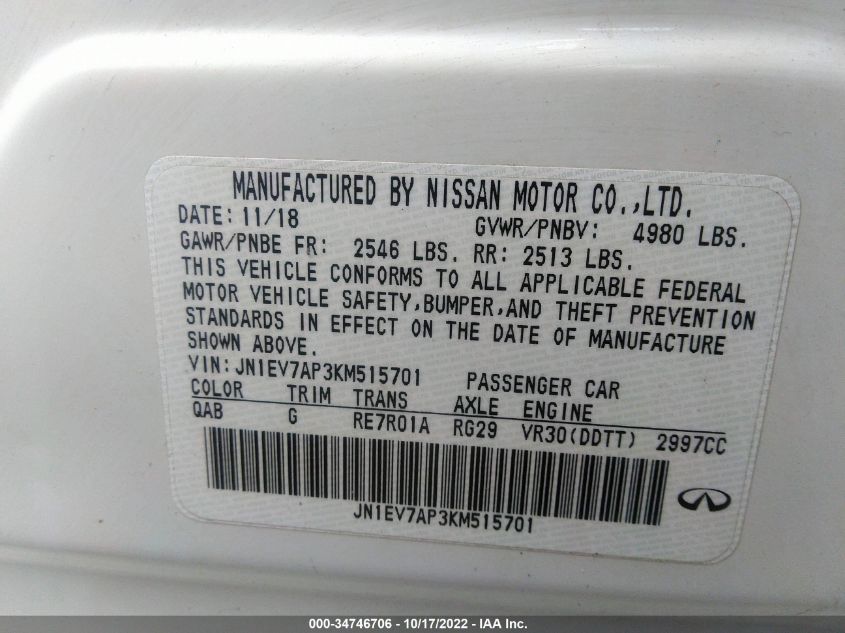 MANUFACTURED BY NISSAN MOTOR CO.,LTD.
DATE: 11/18 GVWR/PNBV: 4980 LBS.
GAWR/PNBE FR: 2546 LBS. RR: 2513 LBS.
THIS VEHICLE CONFORMS TO ALL APPLICABLE FEDERAL
MOTOR VEHICLE SAFETY,BUMPER,AND THEFT PREVENTION
STANDARDS IN EFFECT ON THE DATE OF MANUFACTURE
SHOWN ABOVE.
VIN: JN1EV7AP3KM515701 PASSENGER CAR
COLOR TRIM TRANS AXLE ENGINE
QAB G RE7R01A RG29 VR30(DDTT) 2997CC
JN1EV7AP3KM515701
000-34746706 - 10/17/2022 - IAA Inc.